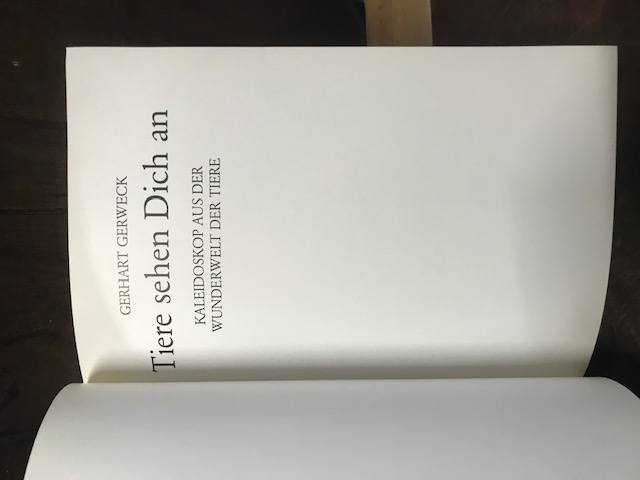 GERHART GERWECK
Tiere sehen Dich an
KALEIDOSKOP AUS DER
WUNDERWELT DER TIERE